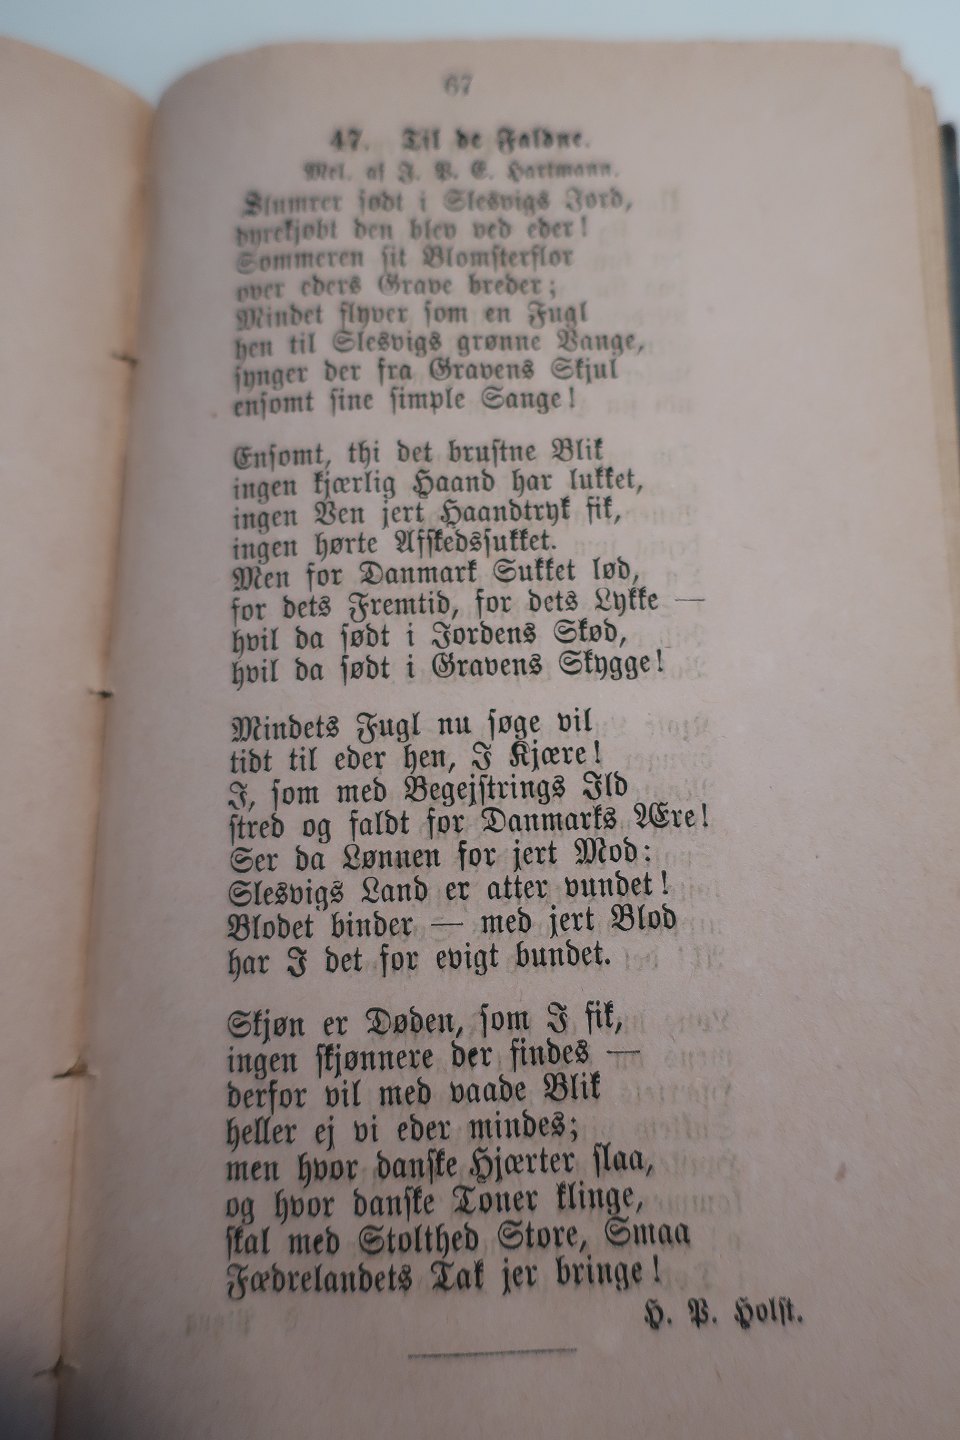 67
47. Til de Faldne.
Mel. af J. P. E. Hartmann.
Slumrer sødt i Slesvigs Jord,
dyrekjøbt den blev ved eder!
Sommeren sit Blomsterflor
over eders Grave breder;
Mindet flyver som en Fugl
hen til Slesvigs grønne Vange,
synger der fra Gravens Skjul
ensomt sine simple Sange!
Ensomt, thi det brustne Blik
ingen kjærlig Haand har lukket,
ingen Ven jert Haandtryk fik,
ingen hørte Afskedssukket.
Men for Danmark Sukket lød,
for dets Fremtid, for dets Lykke —
hvil da sødt i Jordens Skød,
hvil da sødt i Gravens Skygge!
Mindets Fugl nu søge vil
tidt til eder hen, I Kjære!
I, som med Begejstrings Ild
stred og faldt for Danmarks Ære!
Ser da Lønnen for jert Mod:
Slesvigs Land er atter vundet!
Blodet binder — med jert Blod
har I det for evigt bundet.
Skjøn er Døden, som I fik,
ingen skjønnere der findes —
derfor vil med vaade Blik
heller ej vi eder mindes;
men hvor danske Hjærter slaa,
og hvor danske Toner klinge,
skal med Stolthed Store, Smaa
Fædrelandets Tak jer bringe!
H. P. Holst.